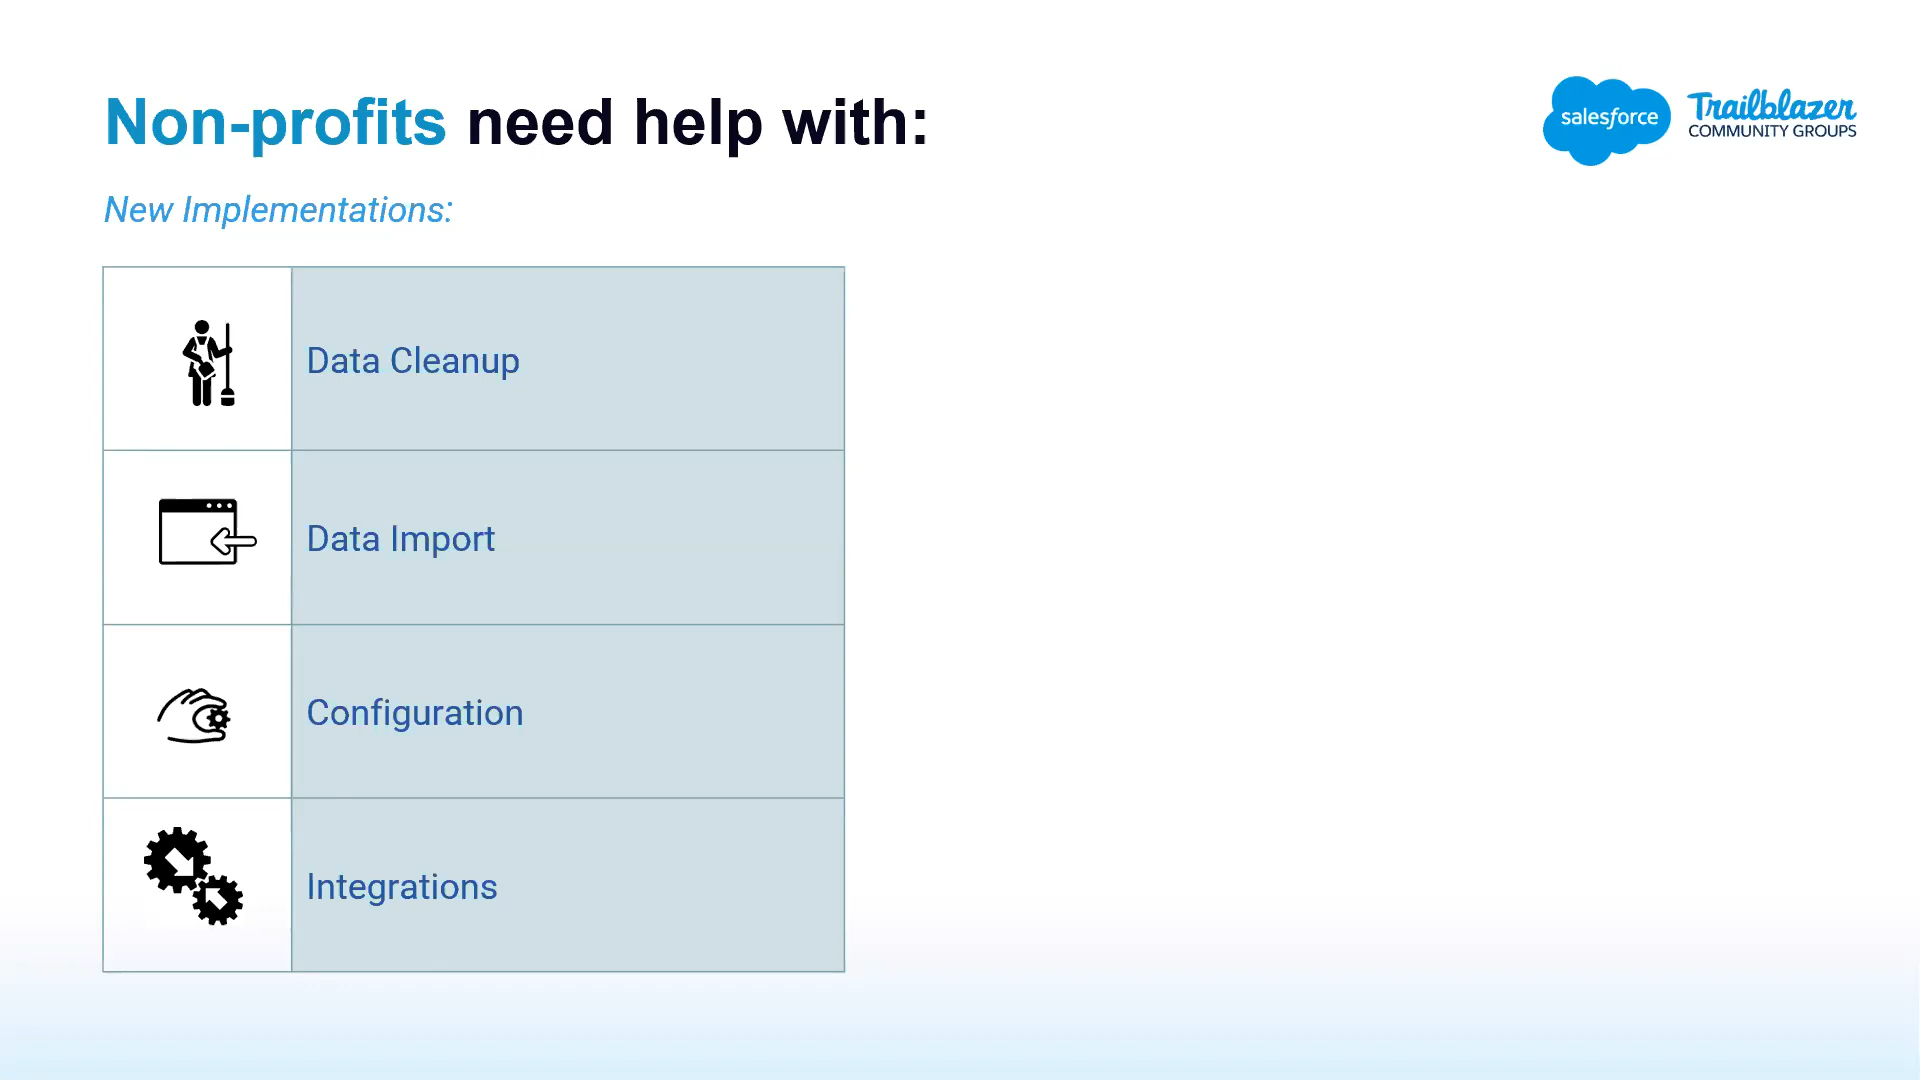 Non-profits need help with:
salesforce
Trailblazer
COMMUNITY GROUPS
New Implementations:
Data Cleanup
Data Import
Configuration
Integrations